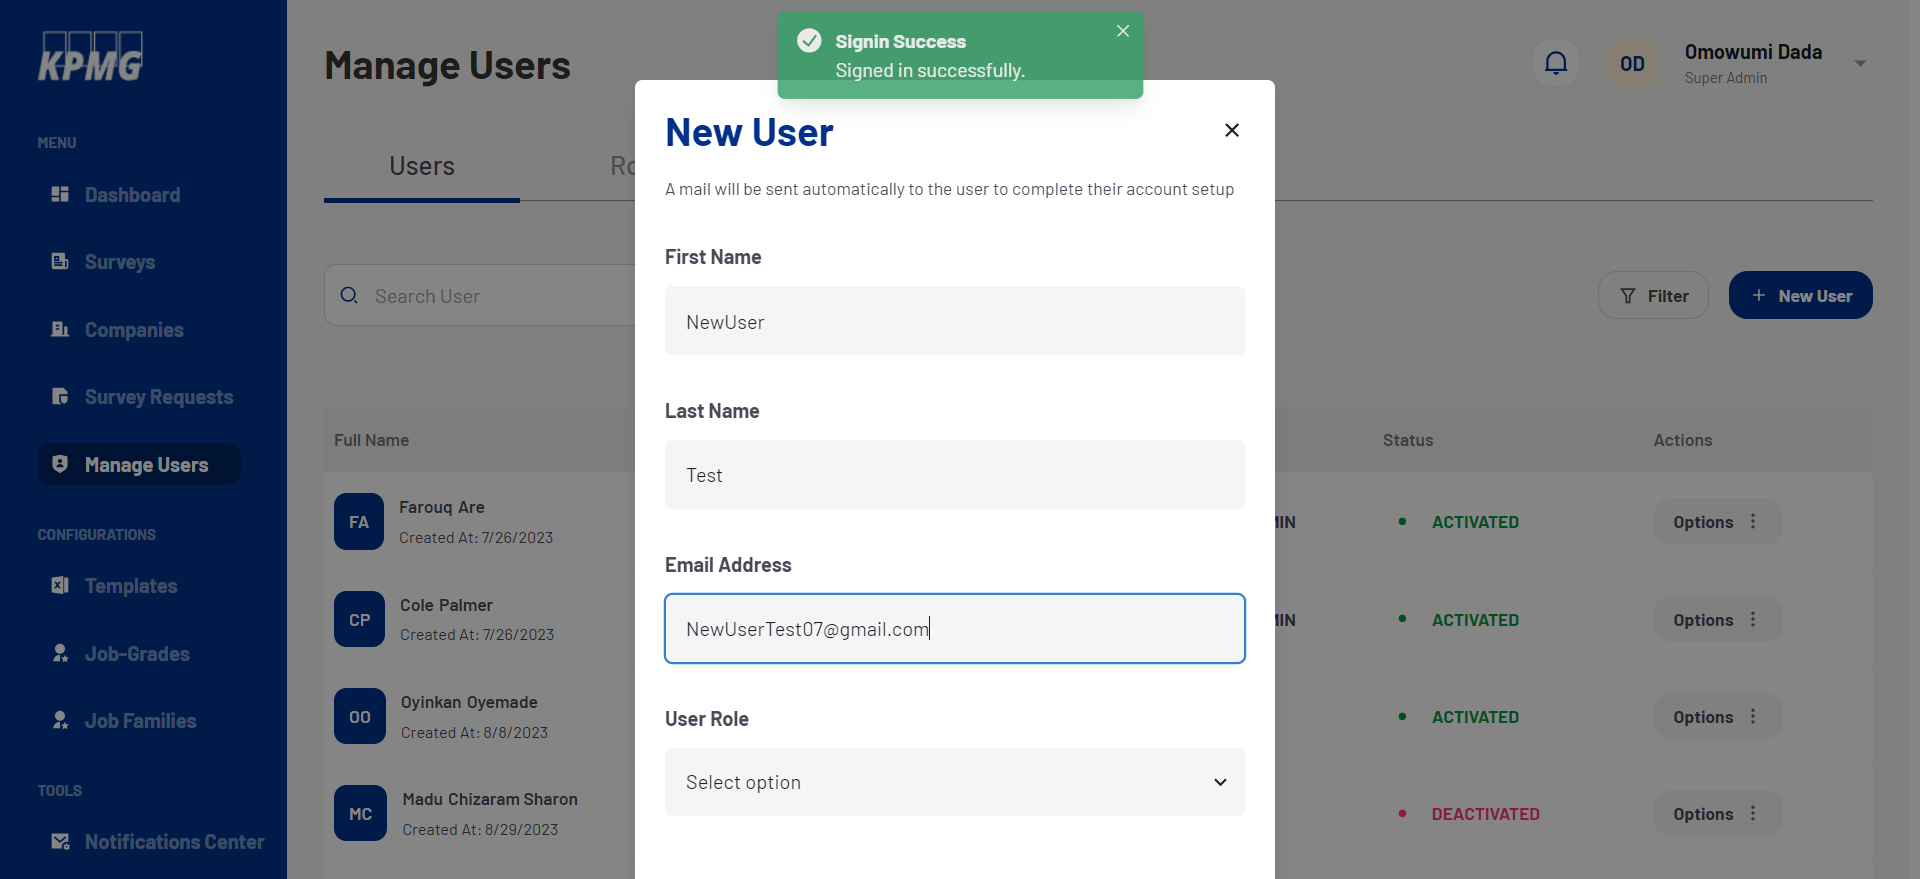 KPMG
MENU
Dashboard
Surveys
Companies
Survey Requests
Manage Users
CONFIGURATIONS
Templates
Job-Grades
Job Families
TOOLS
Notifications Center
Manage Users
OD
Omowumi Dada
Super Admin
Users
Ro
Search User
Filter
+ New User
Full Name
Status
Actions
FA
Farouq Are
Created At: 7/26/2023
MIN
ACTIVATED
Options
CP
Cole Palmer
Created At: 7/26/2023
MIN
ACTIVATED
Options
OO
Oyinkan Oyemade
Created At: 8/8/2023
ACTIVATED
Options
MC
Madu Chizaram Sharon
Created At: 8/29/2023
DEACTIVATED
Options
Signin Success
Signed in successfully.
New User
A mail will be sent automatically to the user to complete their account setup
First Name
NewUser
Last Name
Test
Email Address
NewUserTest07@gmail.com
User Role
Select option